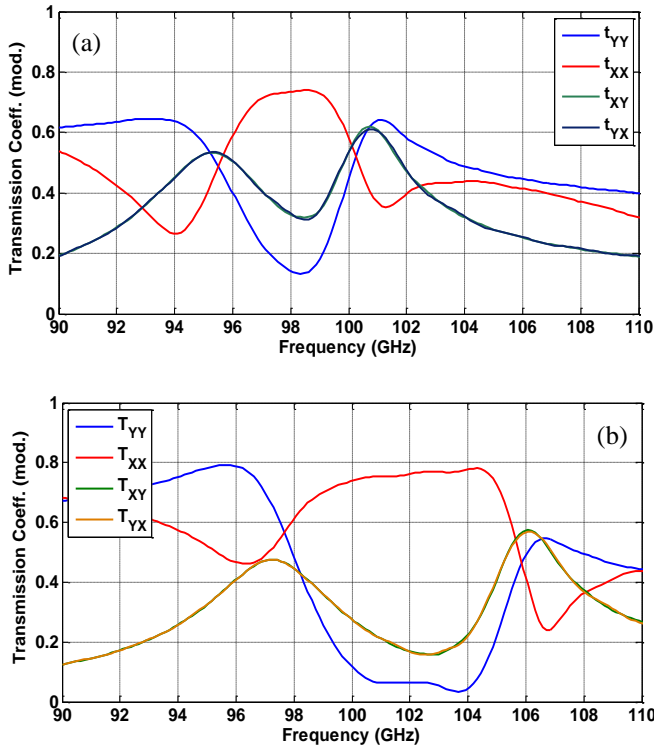 (a)
t_YY
t_XX
t_XY
t_YX
Transmission Coeff. (mod.)
1
0.8
0.6
0.4
0.2
0
90 92 94 96 98 100 102 104 106 108 110
Frequency (GHz)
T_YY
T_XX
T_XY
T_YX
(b)
Transmission Coeff. (mod.)
1
0.8
0.6
0.4
0.2
0
90 92 94 96 98 100 102 104 106 108 110
Frequency (GHz)